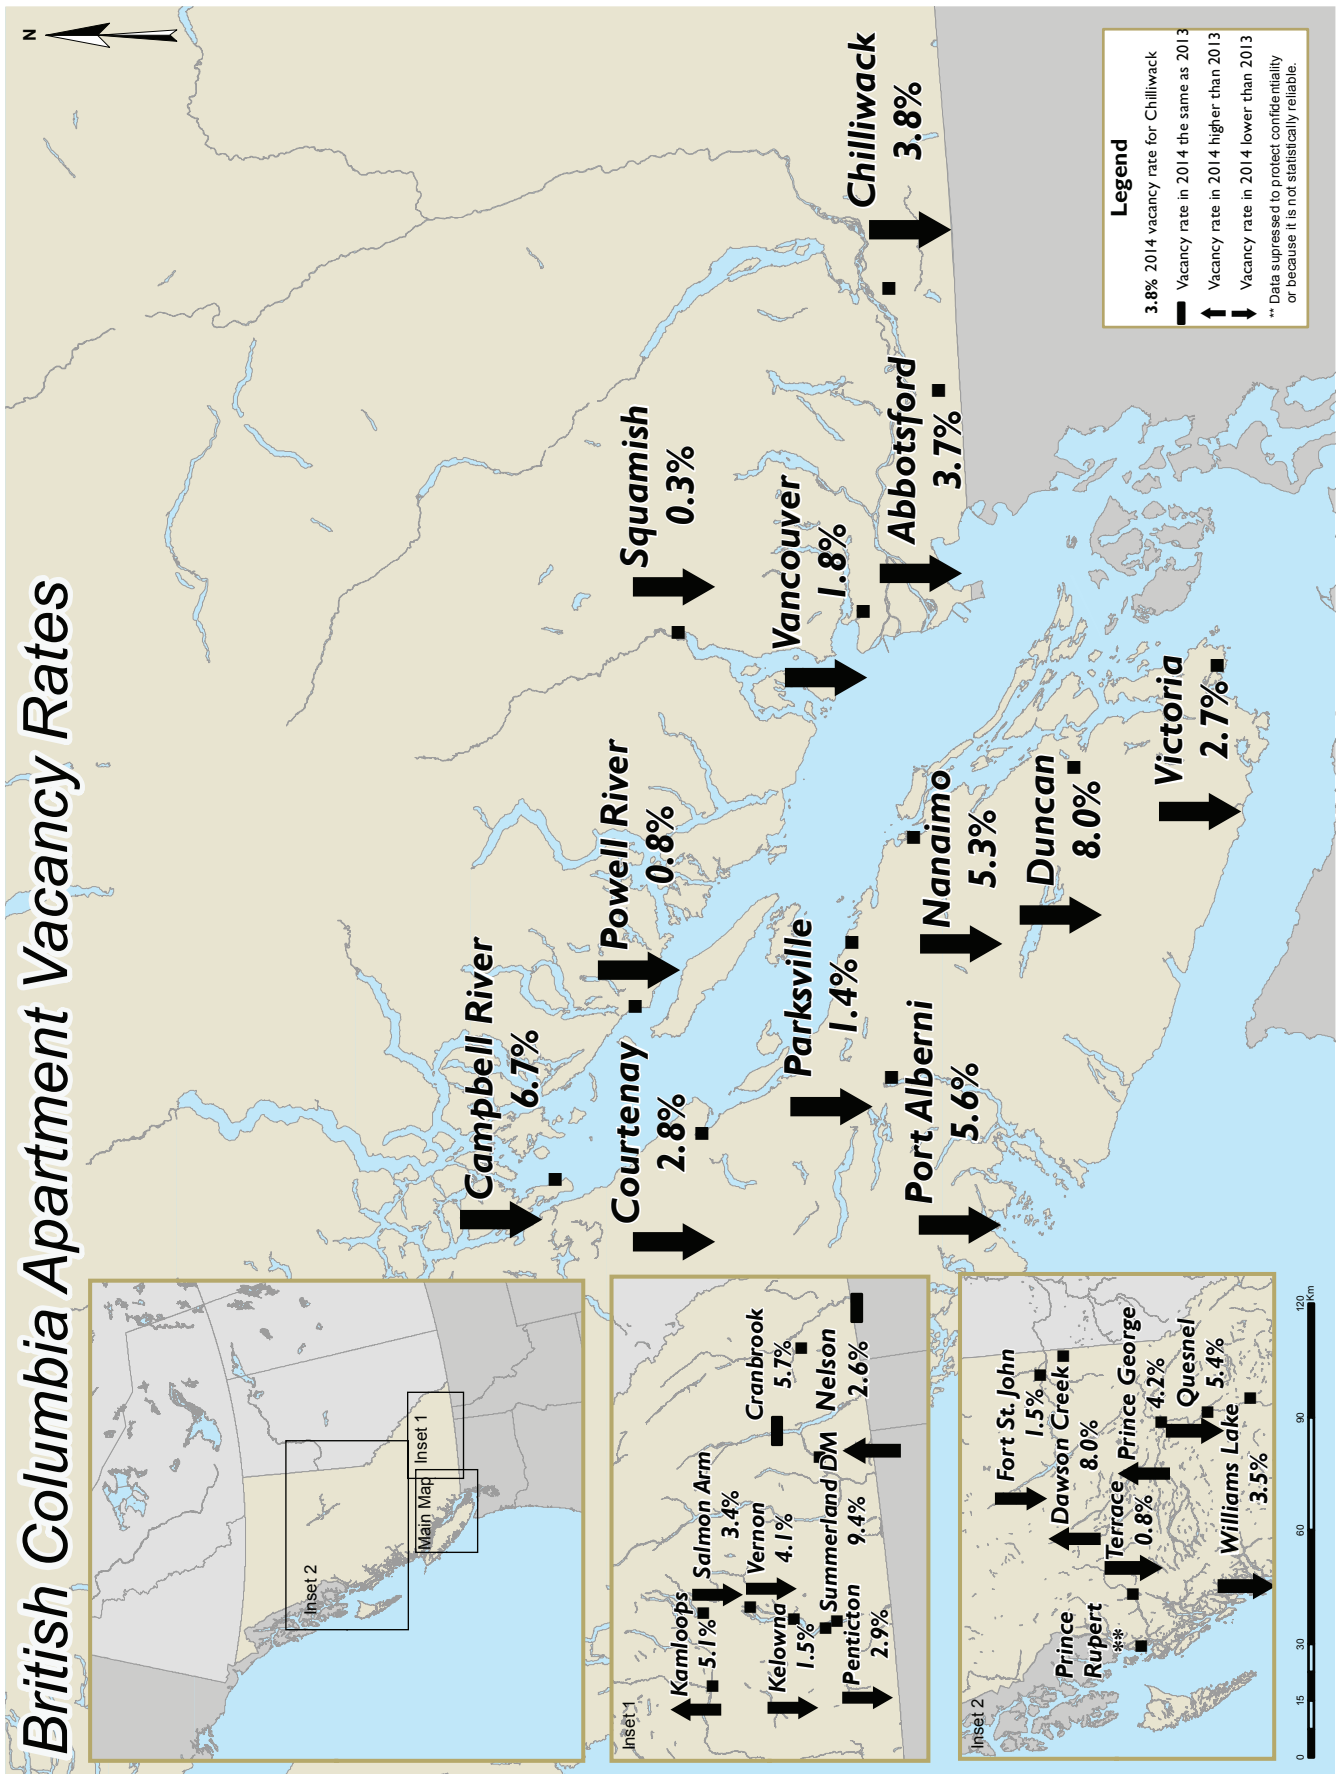 British Columbia Apartment Vacancy Rates
N
Inset 2
Inset 1
Main Map
Campbell River
6.7%
Powell River
0.8%
Squamish
0.3%
Chilliwack
3.8%
Courtenay
2.8%
Vancouver
1.8%
Abbotsford
3.7%
Parksville
1.4%
Nanaimo
5.3%
Port Alberni
5.6%
Duncan
8.0%
Victoria
2.7%
Inset 1
Kamloops
5.1%
Salmon Arm
3.4%
Vernon
4.1%
Cranbrook
5.7%
Kelowna
1.5%
Summerland DM
9.4%
Nelson
2.6%
Penticton
2.9%
Inset 2
Fort St. John
1.5%
Dawson Creek
8.0%
Prince
Rupert
**
Terrace
0.8%
Prince George
4.2%
Quesnel
5.4%
Williams Lake
3.5%
0 15 30 60 90 120 Km
Legend
3.8% 2014 vacancy rate for Chilliwack
Vacancy rate in 2014 the same as 2013
Vacancy rate in 2014 higher than 2013
Vacancy rate in 2014 lower than 2013
** Data supressed to protect confidentiality
or because it is not statistically reliable.